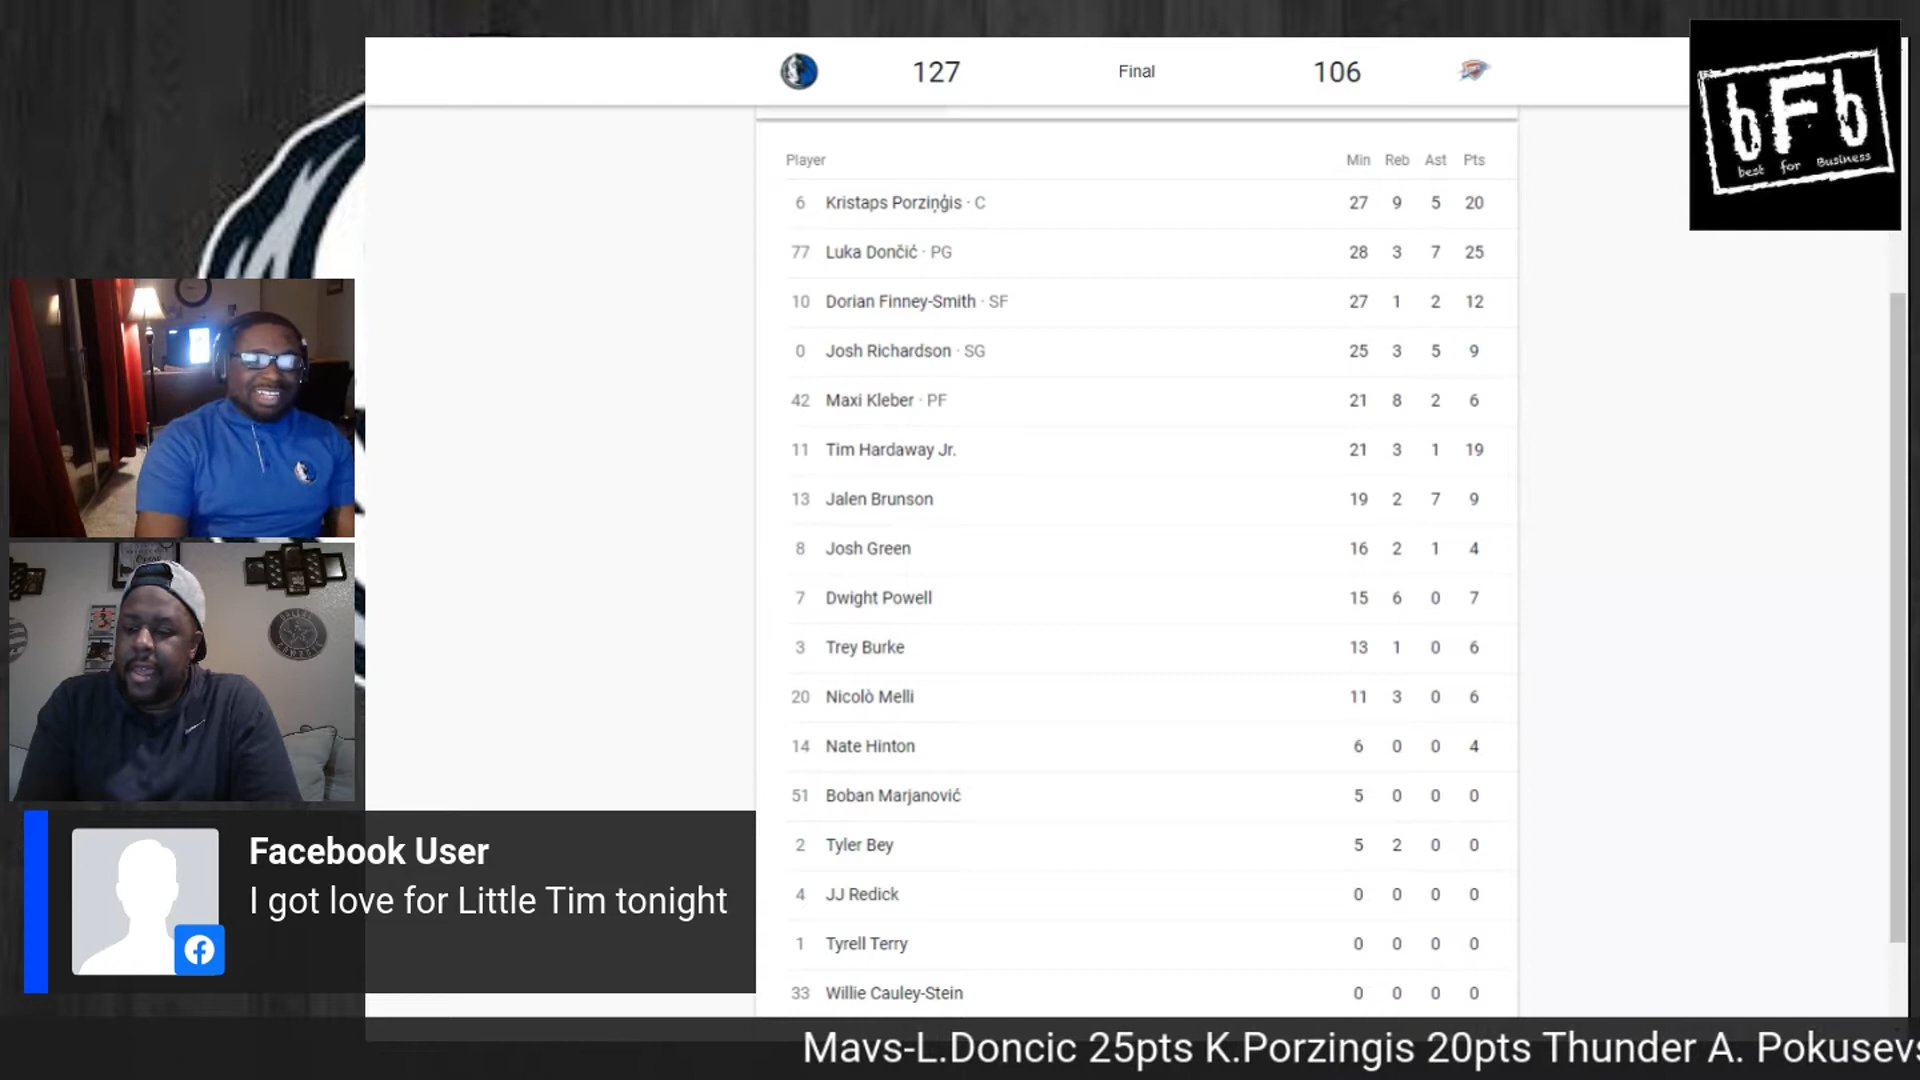 127 Final 106
bFb
best for Business
Player Min Reb Ast Pts
6 Kristaps Porziņģis · C 27 9 5 20
77 Luka Dončić · PG 28 3 7 25
10 Dorian Finney-Smith · SF 27 1 2 12
0 Josh Richardson · SG 25 3 5 9
42 Maxi Kleber · PF 21 8 2 6
11 Tim Hardaway Jr. 21 3 1 19
13 Jalen Brunson 19 2 7 9
8 Josh Green 16 2 1 4
7 Dwight Powell 15 6 0 7
3 Trey Burke 13 1 0 6
20 Nicolò Melli 11 3 0 6
14 Nate Hinton 6 0 0 4
51 Boban Marjanović 5 0 0 0
2 Tyler Bey 5 2 0 0
4 JJ Redick 0 0 0 0
1 Tyrell Terry 0 0 0 0
33 Willie Cauley-Stein 0 0 0 0
Facebook User
I got love for Little Tim tonight
Mavs-L.Doncic 25pts K.Porzingis 20pts Thunder A. Pokusevs